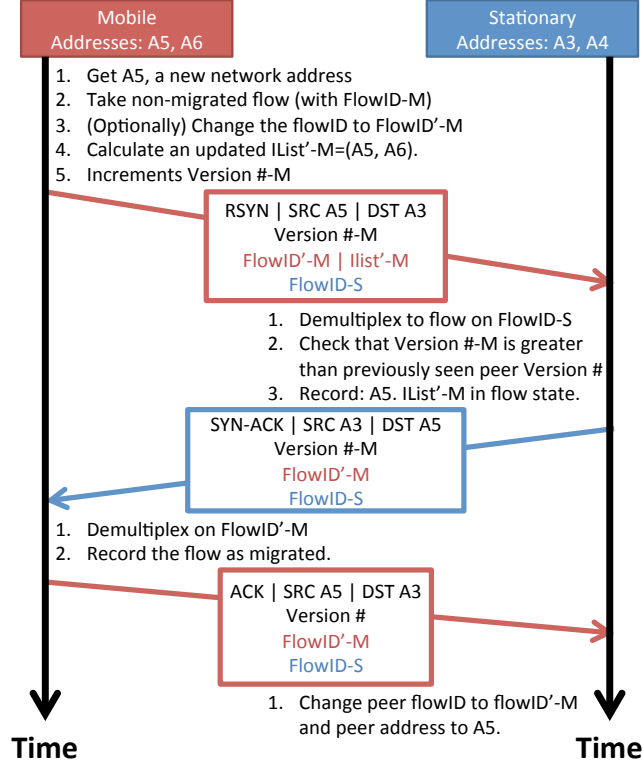 Mobile
Addresses: A5, A6
Stationary
Addresses: A3, A4
1. Get A5, a new network address
2. Take non-migrated flow (with FlowID-M)
3. (Optionally) Change the flowID to FlowID'-M
4. Calculate an updated IList'-M=(A5, A6).
5. Increments Version #-M
RSYN | SRC A5 | DST A3
Version #-M
FlowID'-M | Ilist'-M
FlowID-S
1. Demultiplex to flow on FlowID-S
2. Check that Version #-M is greater
than previously seen peer Version #
3. Record: A5. IList'-M in flow state.
SYN-ACK | SRC A3 | DST A5
Version #-M
FlowID'-M
FlowID-S
1. Demultiplex on FlowID'-M
2. Record the flow as migrated.
ACK | SRC A5 | DST A3
Version #
FlowID'-M
FlowID-S
1. Change peer flowID to flowID'-M
and peer address to A5.
Time
Time